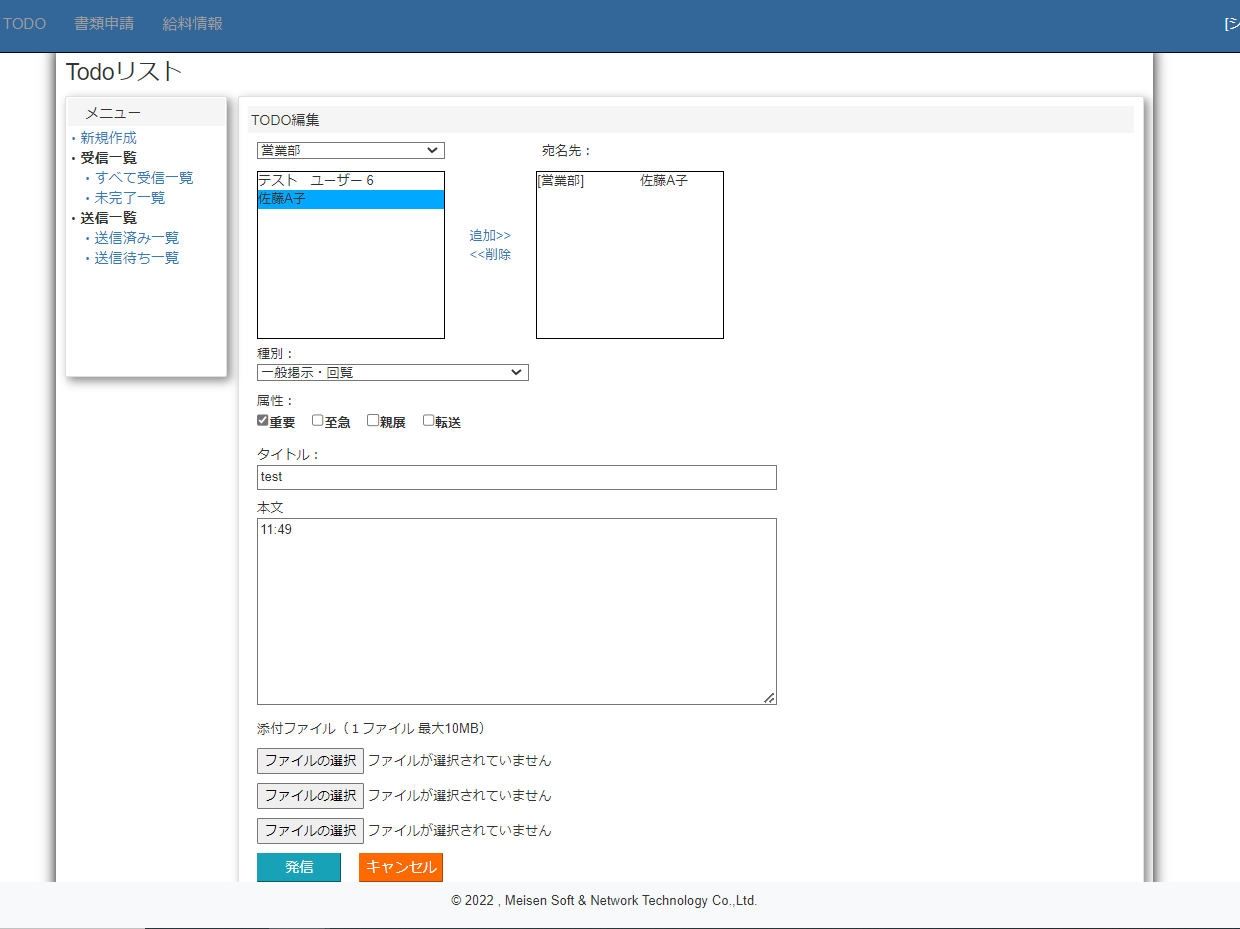 TODO 書類申請 給料情報 [シ
Todoリスト
メニュー
・新規作成
・受信一覧
・すべて受信一覧
・未完了一覧
・送信一覧
・送信済み一覧
・送信待ち一覧
TODO編集
営業部 宛名先：
テスト　ユーザー６
佐藤A子
追加>>
<<削除
[営業部] 佐藤A子
種別：
一般掲示・回覧
属性：
重要 至急 親展 転送
タイトル：
test
本文
11:49
添付ファイル（１ファイル 最大10MB）
ファイルの選択 ファイルが選択されていません
ファイルの選択 ファイルが選択されていません
ファイルの選択 ファイルが選択されていません
発信 キャンセル
© 2022 , Meisen Soft & Network Technology Co.,Ltd.